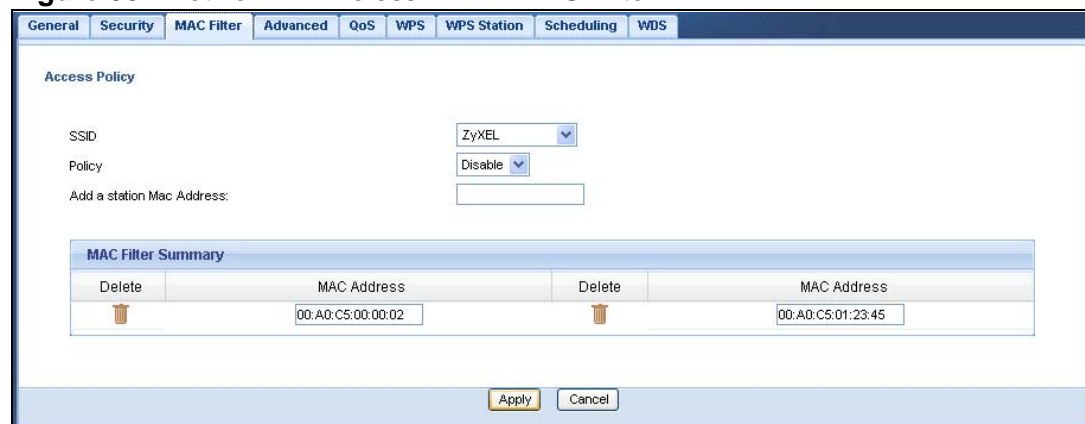 General Security MAC Filter Advanced QoS WPS WPS Station Scheduling WDS
Access Policy
SSID ZyXEL
Policy Disable
Add a station Mac Address:
MAC Filter Summary
Delete MAC Address Delete MAC Address
00:A0:C5:00:00:02 00:A0:C5:01:23:45
Apply Cancel